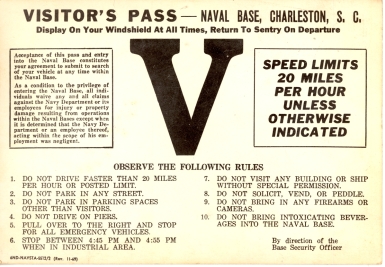 VISITOR'S PASS — NAVAL BASE, CHARLESTON, S. C.
Display On Your Windshield At All Times, Return To Sentry On Departure
Acceptance of this pass and entry
into the Naval Base constitutes
your agreement to submit to search
of your vehicle at any time within
the Naval Base.
As a condition to the privilege of
entering the Naval Base, all indi-
viduals waive any and all claims
against the Navy Department or its
employees for injury or property
damage resulting from operations
within the Naval Bases except when
it is determined that the Navy De-
partment or an employee thereof,
acting within the scope of his em-
ployment was negligent.
V
SPEED LIMITS
20 MILES
PER HOUR
UNLESS
OTHERWISE
INDICATED
OBSERVE THE FOLLOWING RULES
1. DO NOT DRIVE FASTER THAN 20 MILES
PER HOUR OR POSTED LIMIT.
2. DO NOT PARK IN ANY STREET.
3. DO NOT PARK IN PARKING SPACES
OTHER THAN VISITORS.
4. DO NOT DRIVE ON PIERS.
5. PULL OVER TO THE RIGHT AND STOP
FOR ALL EMERGENCY VEHICLES.
6. STOP BETWEEN 4:45 PM AND 4:55 PM
WHEN IN INDUSTRIAL AREA.
7. DO NOT VISIT ANY BUILDING OR SHIP
WITHOUT SPECIAL PERMISSION.
8. DO NOT SOLICIT, VEND, OR PEDDLE.
9. DO NOT BRING IN ANY FIREARMS OR
CAMERAS.
10. DO NOT BRING INTOXICATING BEVER-
AGES INTO THE NAVAL BASE.
By direction of the
Base Security Officer